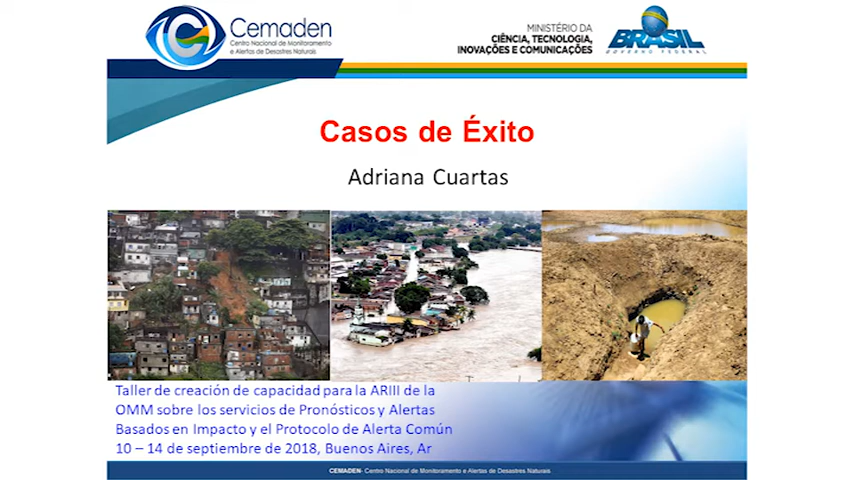 Cemaden
Centro Nacional de Monitoramento
e Alertas de Desastres Naturais
MINISTÉRIO DA
CIÊNCIA, TECNOLOGIA,
INOVAÇÕES E COMUNICAÇÕES
BRASIL
GOVERNO FEDERAL
Casos de Éxito
Adriana Cuartas
Taller de creación de capacidad para la ARIII de la
OMM sobre los servicios de Pronósticos y Alertas
Basados en Impacto y el Protocolo de Alerta Común
10 – 14 de septiembre de 2018, Buenos Aires, Ar
CEMADEN- Centro Nacional de Monitoramento e Alertas de Desastres Naturais